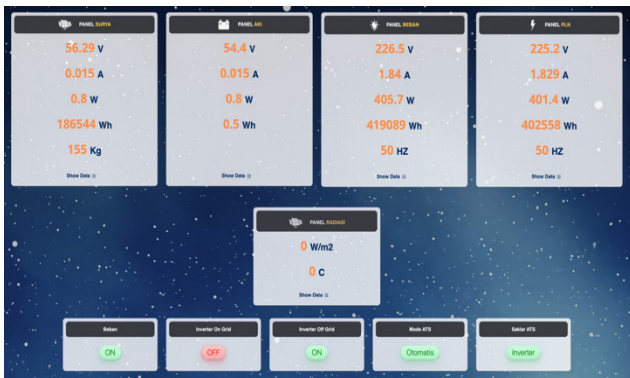 PANEL SURYA
56.29 V
0.015 A
0.8 W
186544 Wh
155 Kg
Show Data
PANEL AKI
54.4 V
0.015 A
0.8 W
0.5 Wh
Show Data
PANEL BEBAN
226.5 V
1.84 A
405.7 W
419089 Wh
50 HZ
Show Data
PANEL PLN
225.2 V
1.829 A
401.4 W
402558 Wh
50 HZ
Show Data
PANEL RADIASI
0 W/m2
0 C
Show Data
Beban
ON
Inverter On Grid
OFF
Inverter Off Grid
ON
Mode ATS
Otomatis
Saklar ATS
Inverter